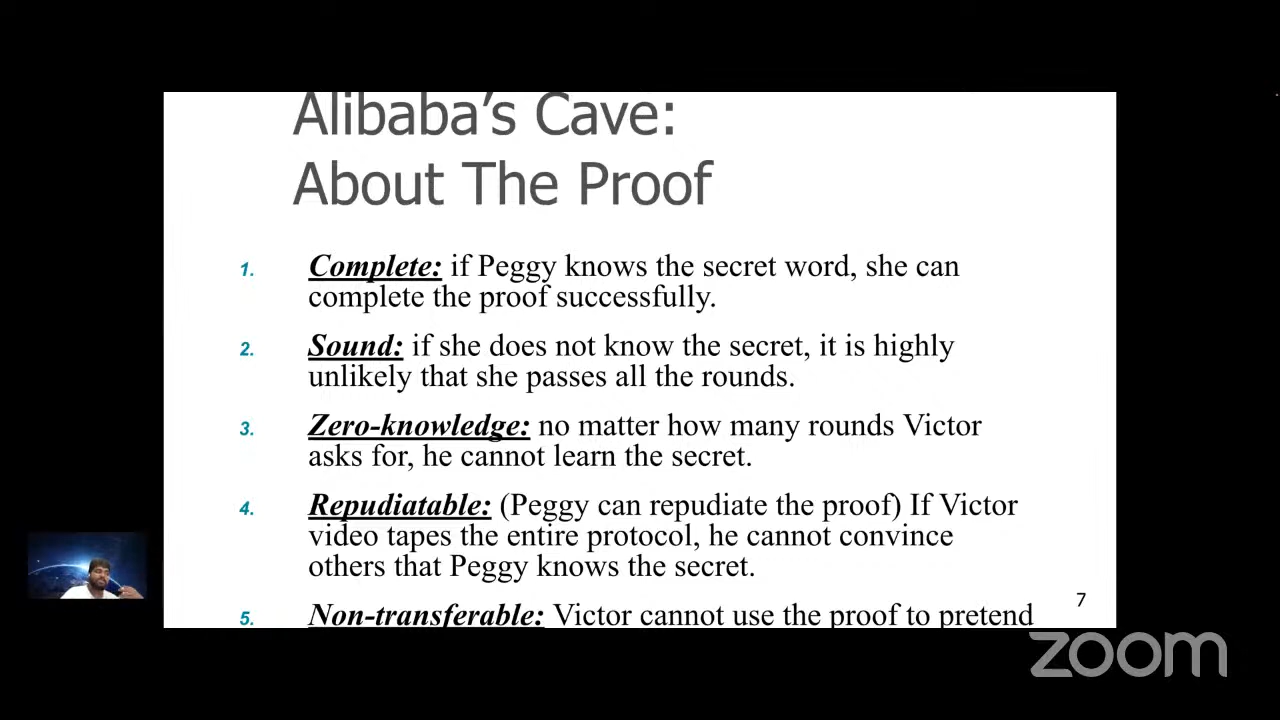 Alibaba's Cave:
About The Proof
1. Complete: if Peggy knows the secret word, she can
complete the proof successfully.
2. Sound: if she does not know the secret, it is highly
unlikely that she passes all the rounds.
3. Zero-knowledge: no matter how many rounds Victor
asks for, he cannot learn the secret.
4. Repudiatable: (Peggy can repudiate the proof) If Victor
video tapes the entire protocol, he cannot convince
others that Peggy knows the secret.
5. Non-transferable: Victor cannot use the proof to pretend
7
zoom